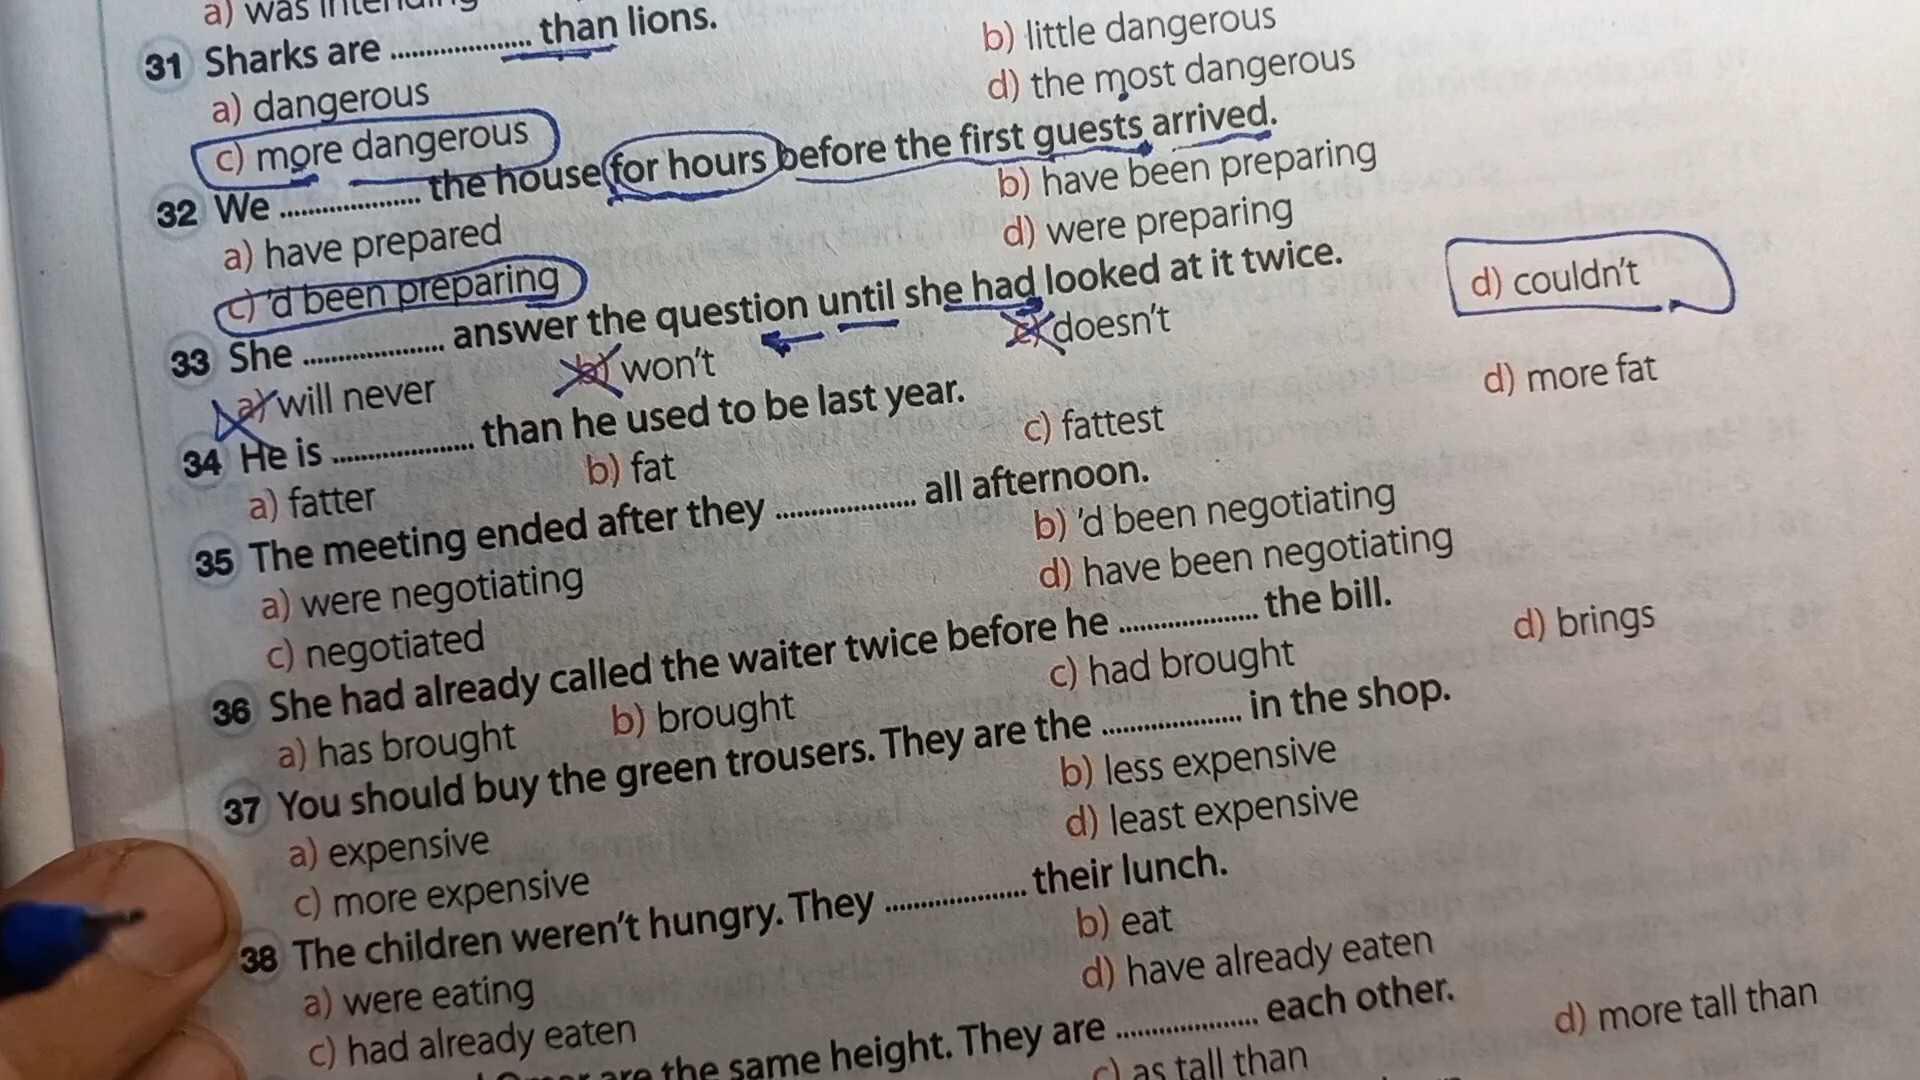 a) was intending
31 Sharks are .................... than lions.
a) dangerous
b) little dangerous
c) more dangerous
d) the most dangerous
32 We .................... the house for hours before the first guests arrived.
a) have prepared
b) have been preparing
c) 'd been preparing
d) were preparing
33 She .................... answer the question until she had looked at it twice.
a) will never b) won't c) doesn't d) couldn't
34 He is .................... than he used to be last year.
a) fatter b) fat c) fattest d) more fat
35 The meeting ended after they .................... all afternoon.
a) were negotiating
b) 'd been negotiating
c) negotiated
d) have been negotiating
36 She had already called the waiter twice before he .................... the bill.
a) has brought b) brought c) had brought d) brings
37 You should buy the green trousers. They are the .................... in the shop.
a) expensive
b) less expensive
c) more expensive
d) least expensive
38 The children weren't hungry. They .................... their lunch.
a) were eating
b) eat
c) had already eaten
d) have already eaten
are the same height. They are .................... each other.
c) as tall than d) more tall than